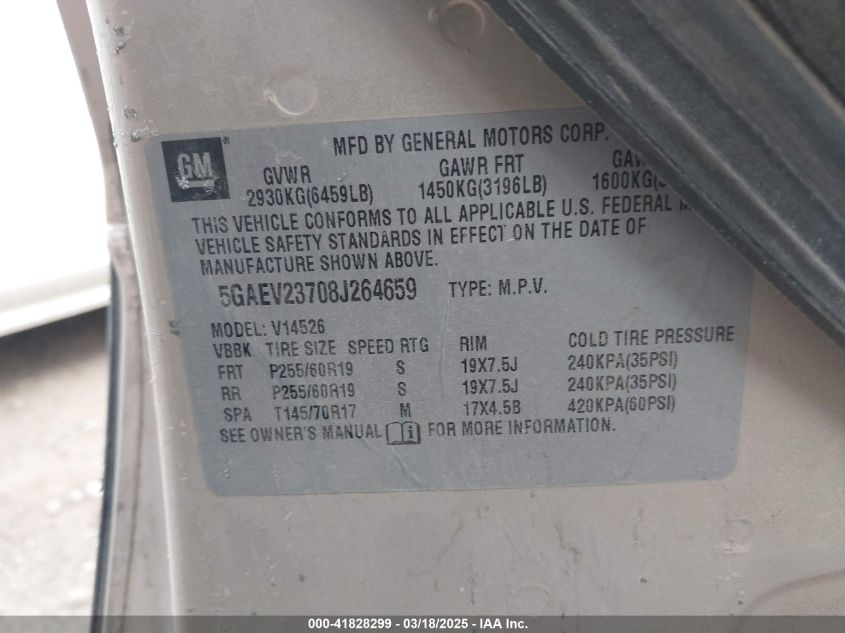 MFD BY GENERAL MOTORS CORP.
GM ®
GVWR GAWR FRT
2930KG(6459LB) 1450KG(3196LB) 1600KG(
THIS VEHICLE CONFORMS TO ALL APPLICABLE U.S. FEDERAL
VEHICLE SAFETY STANDARDS IN EFFECT ON THE DATE OF
MANUFACTURE SHOWN ABOVE.
5GAEV23708J264659 TYPE: M.P.V.
MODEL: V14526
VBBK TIRE SIZE SPEED RTG RIM COLD TIRE PRESSURE
FRT P255/60R19 S 19X7.5J 240KPA(35PSI)
RR P255/60R19 S 19X7.5J 240KPA(35PSI)
SPA T145/70R17 M 17X4.5B 420KPA(60PSI)
SEE OWNER'S MANUAL i FOR MORE INFORMATION.
000-41828299 - 03/18/2025 - IAA Inc.